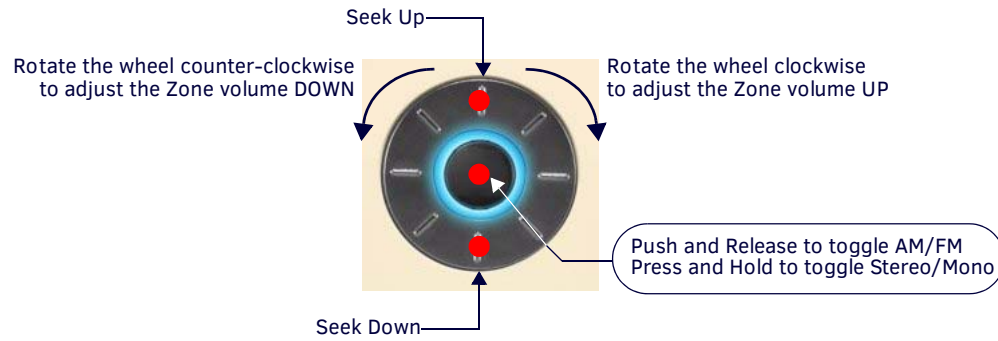 Seek Up
Rotate the wheel counter-clockwise
to adjust the Zone volume DOWN
Rotate the wheel clockwise
to adjust the Zone volume UP
Push and Release to toggle AM/FM
Press and Hold to toggle Stereo/Mono
Seek Down